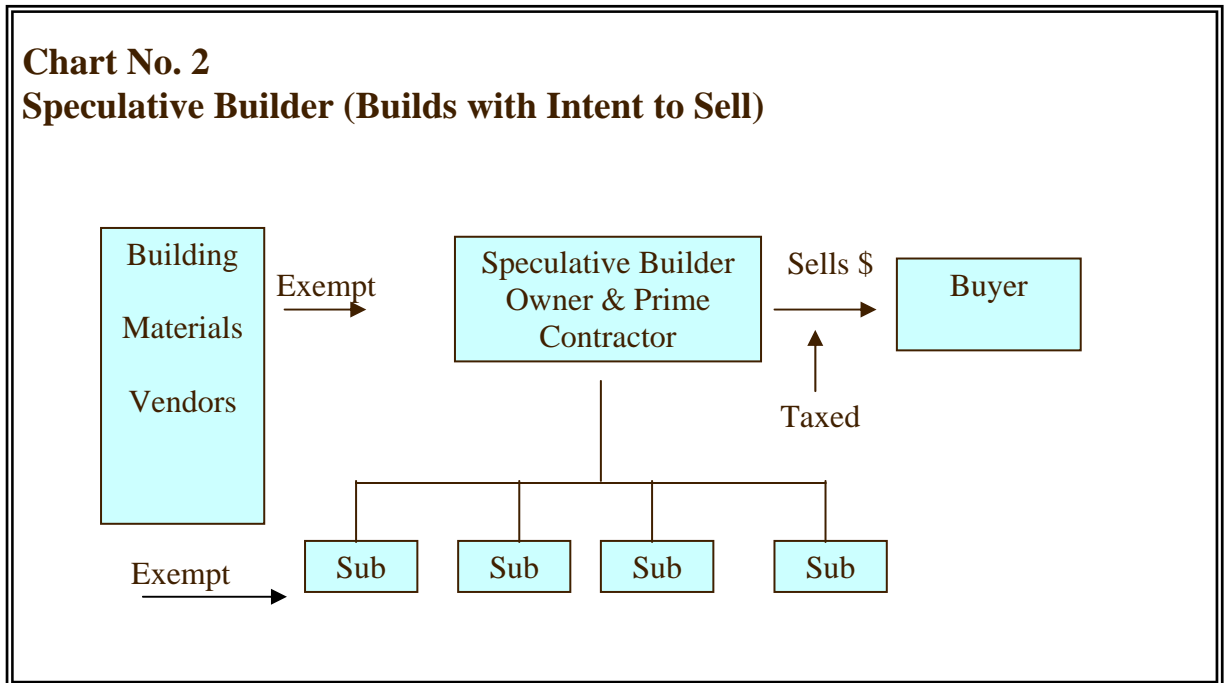 Chart No. 2
Speculative Builder (Builds with Intent to Sell)
Building
Materials
Vendors
Exempt
Speculative Builder
Owner & Prime
Contractor
Sells $
Buyer
Taxed
Exempt
Sub
Sub
Sub
Sub